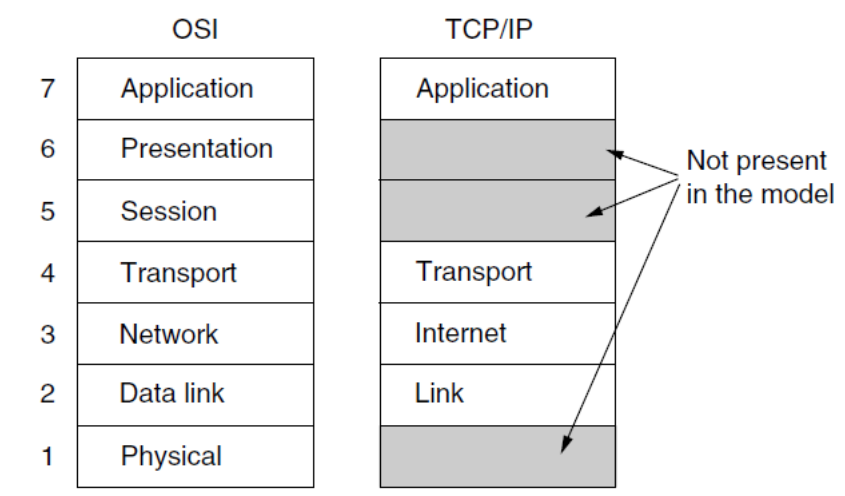 OSI TCP/IP
7 Application Application
6 Presentation
Not present
in the model
5 Session
4 Transport Transport
3 Network Internet
2 Data link Link
1 Physical